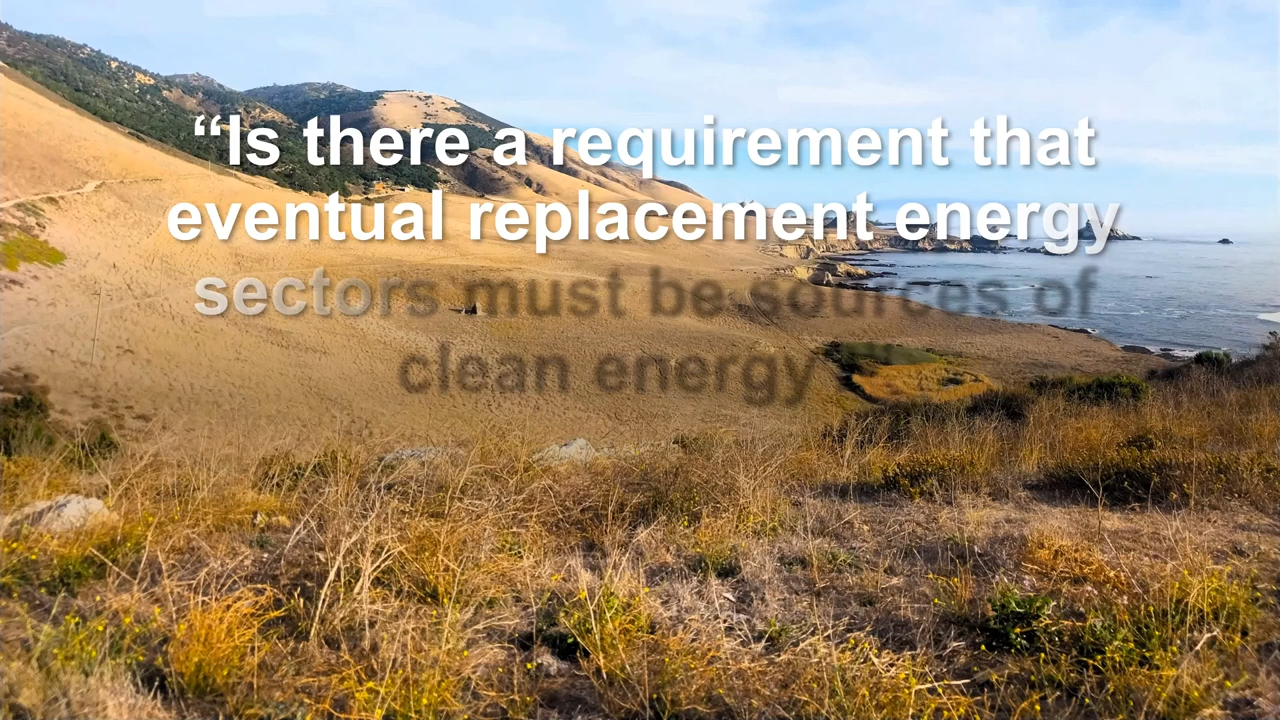 “Is there a requirement that
eventual replacement energy
sectors must be sources of
clean energy